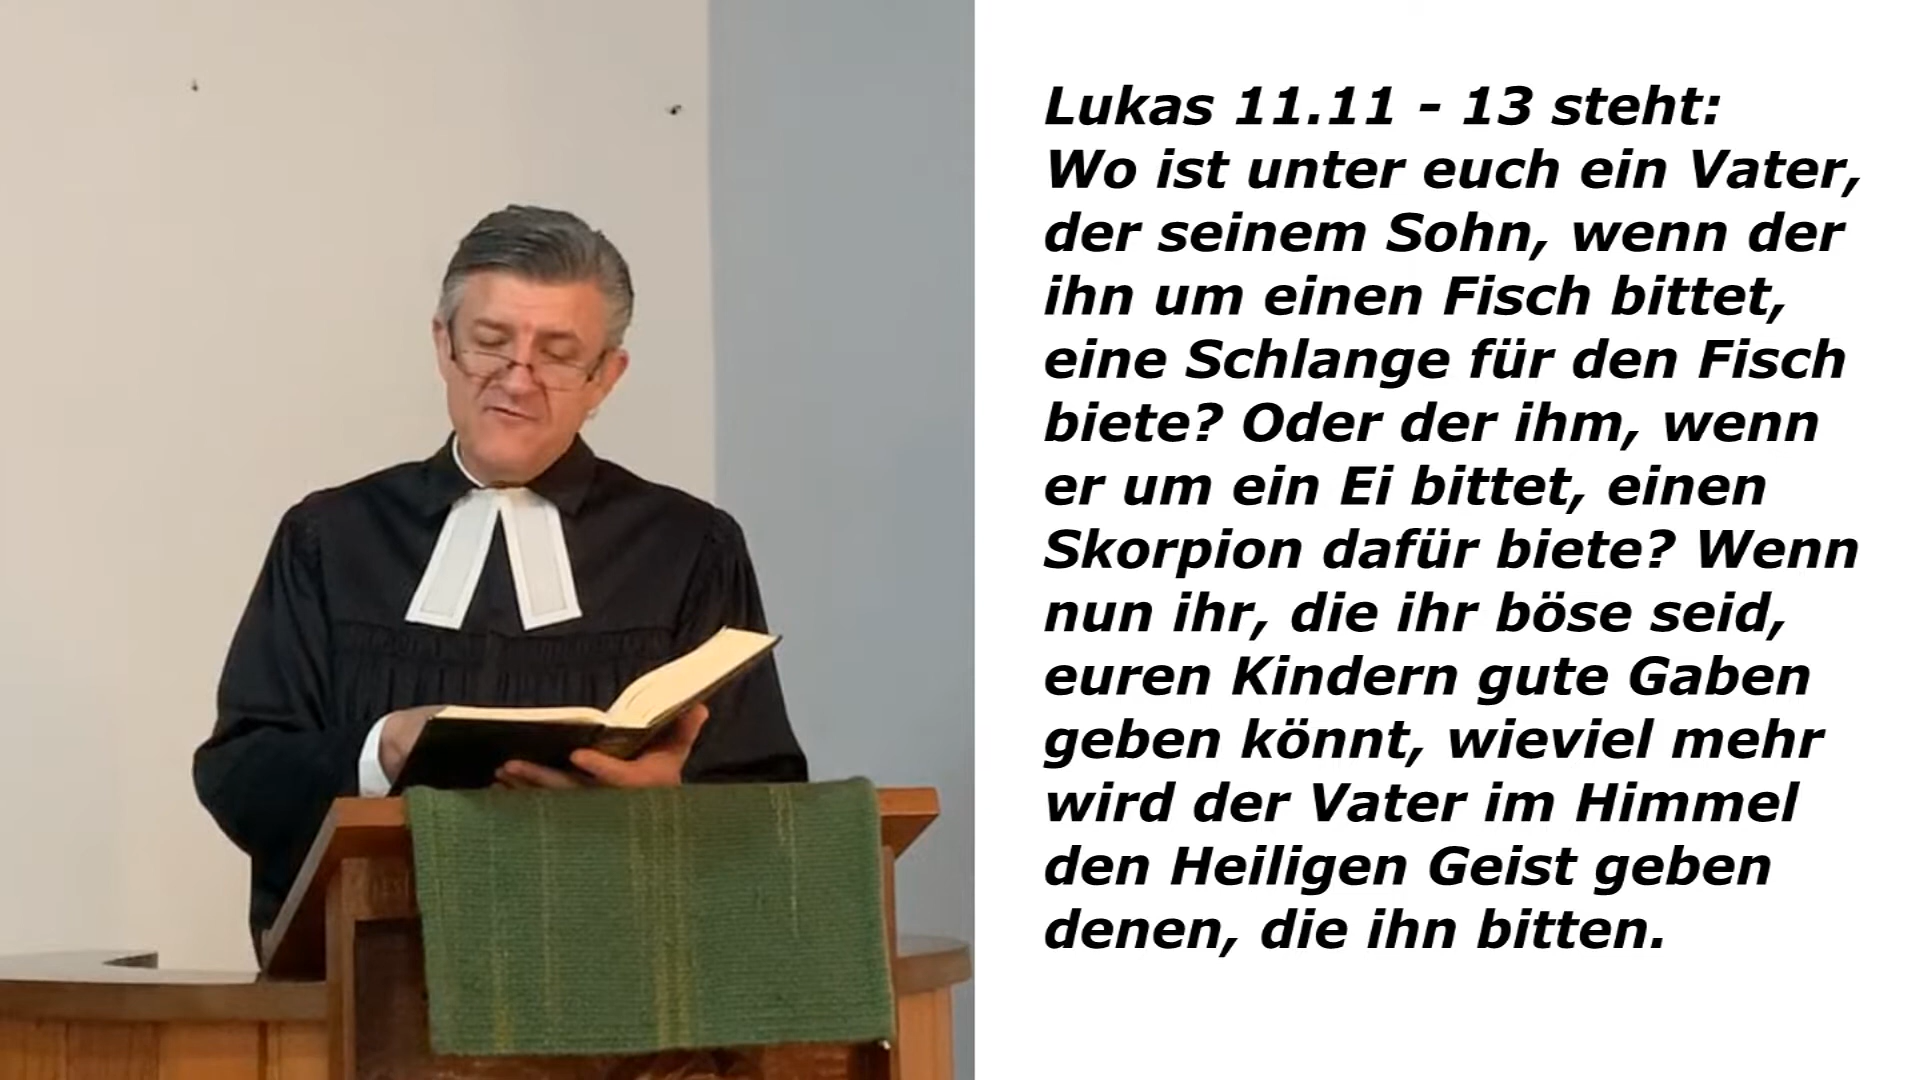 Lukas 11.11 - 13 steht:
Wo ist unter euch ein Vater,
der seinem Sohn, wenn der
ihn um einen Fisch bittet,
eine Schlange für den Fisch
biete? Oder der ihm, wenn
er um ein Ei bittet, einen
Skorpion dafür biete? Wenn
nun ihr, die ihr böse seid,
euren Kindern gute Gaben
geben könnt, wieviel mehr
wird der Vater im Himmel
den Heiligen Geist geben
denen, die ihn bitten.